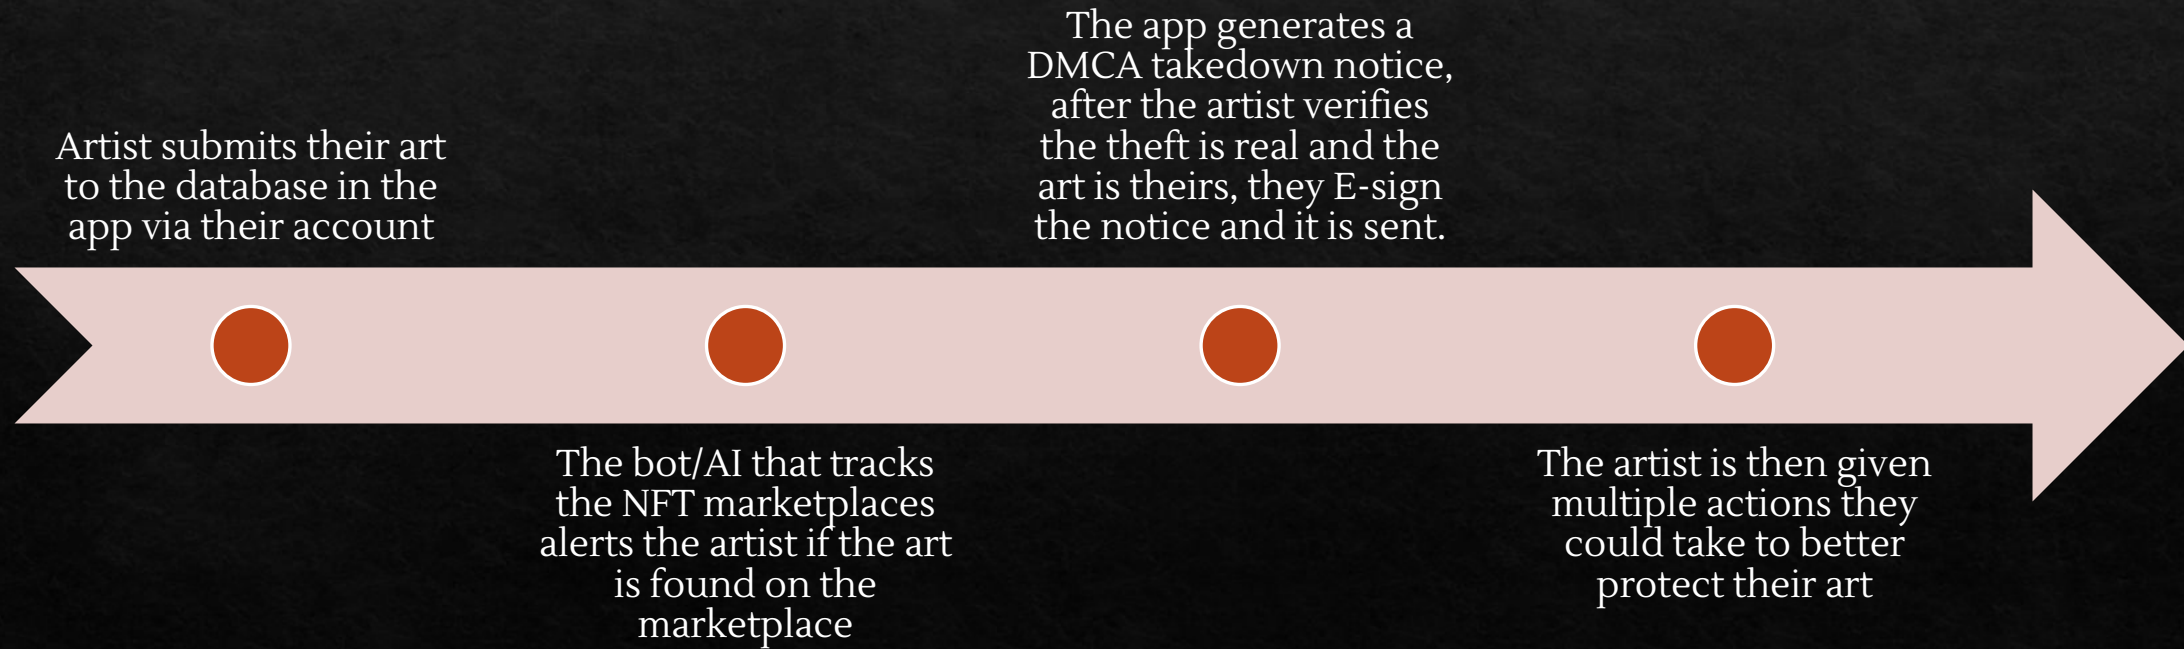 Artist submits their art
to the database in the
app via their account
The bot/AI that tracks
the NFT marketplaces
alerts the artist if the art
is found on the
marketplace
The app generates a
DMCA takedown notice,
after the artist verifies
the theft is real and the
art is theirs, they E-sign
the notice and it is sent.
The artist is then given
multiple actions they
could take to better
protect their art